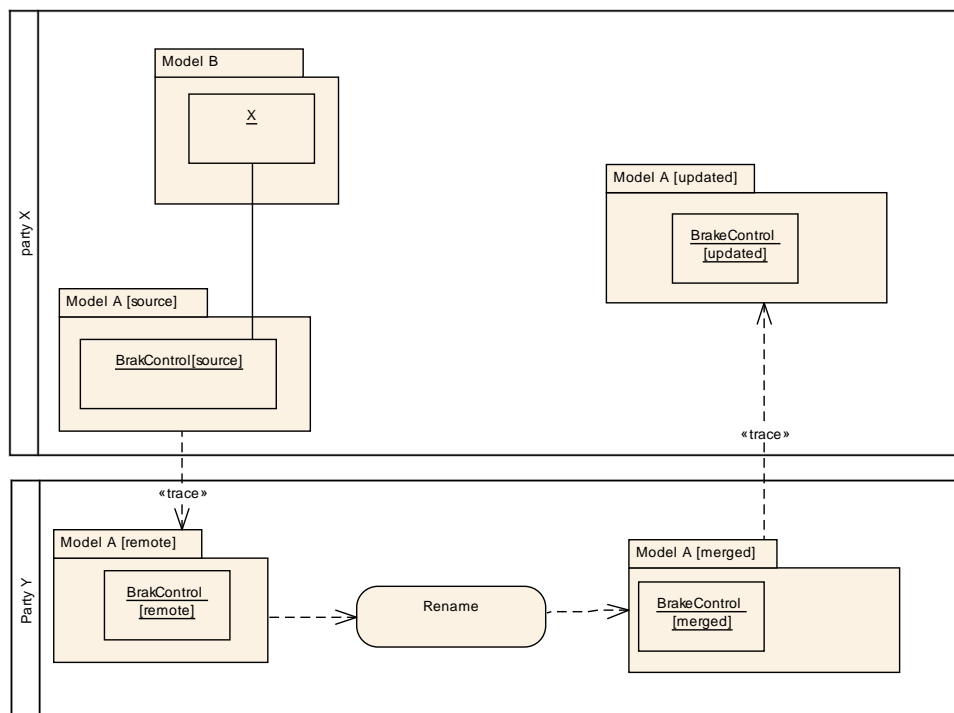 party X
Model B
X
Model A [source]
BrakControl[source]
Model A [updated]
BrakeControl
[updated]
«trace»
«trace»
Party Y
Model A [remote]
BrakControl
[remote]
Rename
Model A [merged]
BrakeControl
[merged]